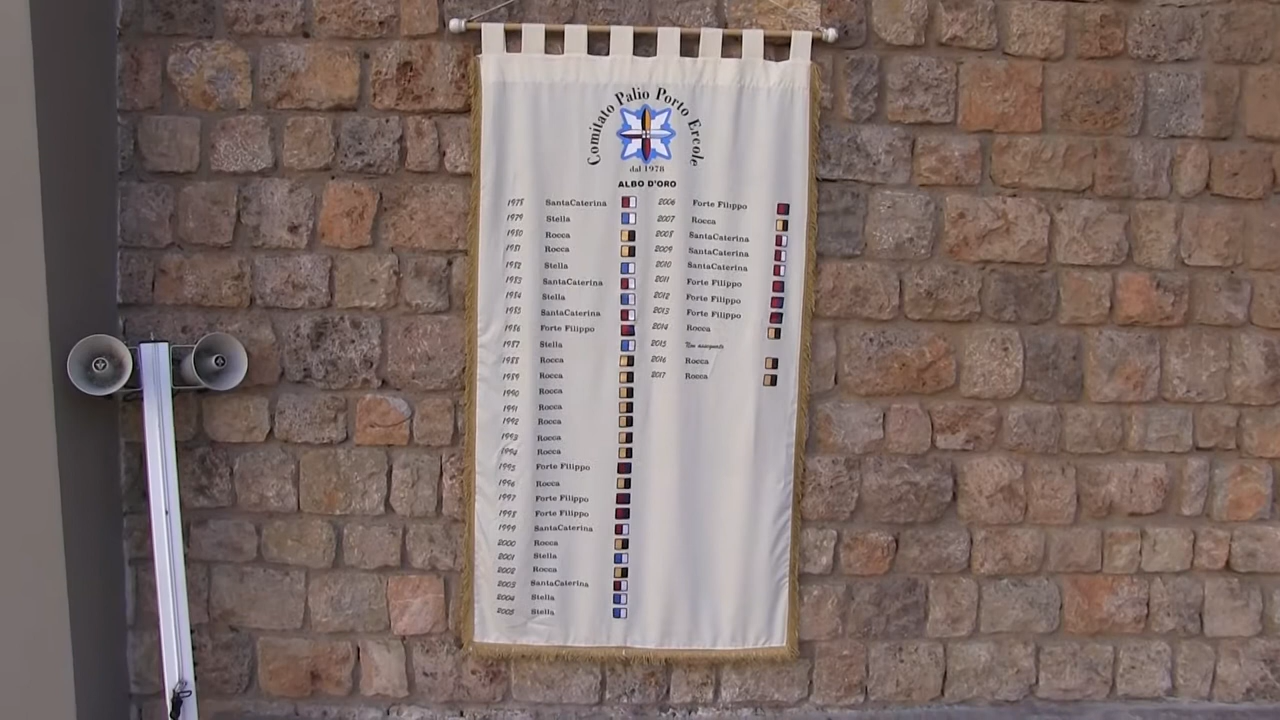 Comitato Palio Porto Ercole
dal 1978
ALBO D'ORO
1978 SantaCaterina
1979 Stella
1980 Rocca
1981 Rocca
1982 Stella
1983 SantaCaterina
1984 Stella
1985 SantaCaterina
1986 Forte Filippo
1987 Stella
1988 Rocca
1989 Rocca
1990 Rocca
1991 Rocca
1992 Rocca
1993 Rocca
1994 Rocca
1995 Forte Filippo
1996 Rocca
1997 Forte Filippo
1998 Forte Filippo
1999 SantaCaterina
2000 Rocca
2001 Stella
2002 Rocca
2003 SantaCaterina
2004 Stella
2005 Stella
2006 Forte Filippo
2007 Rocca
2008 SantaCaterina
2009 SantaCaterina
2010 SantaCaterina
2011 Forte Filippo
2012 Forte Filippo
2013 Forte Filippo
2014 Rocca
2015 Non assegnato
2016 Rocca
2017 Rocca